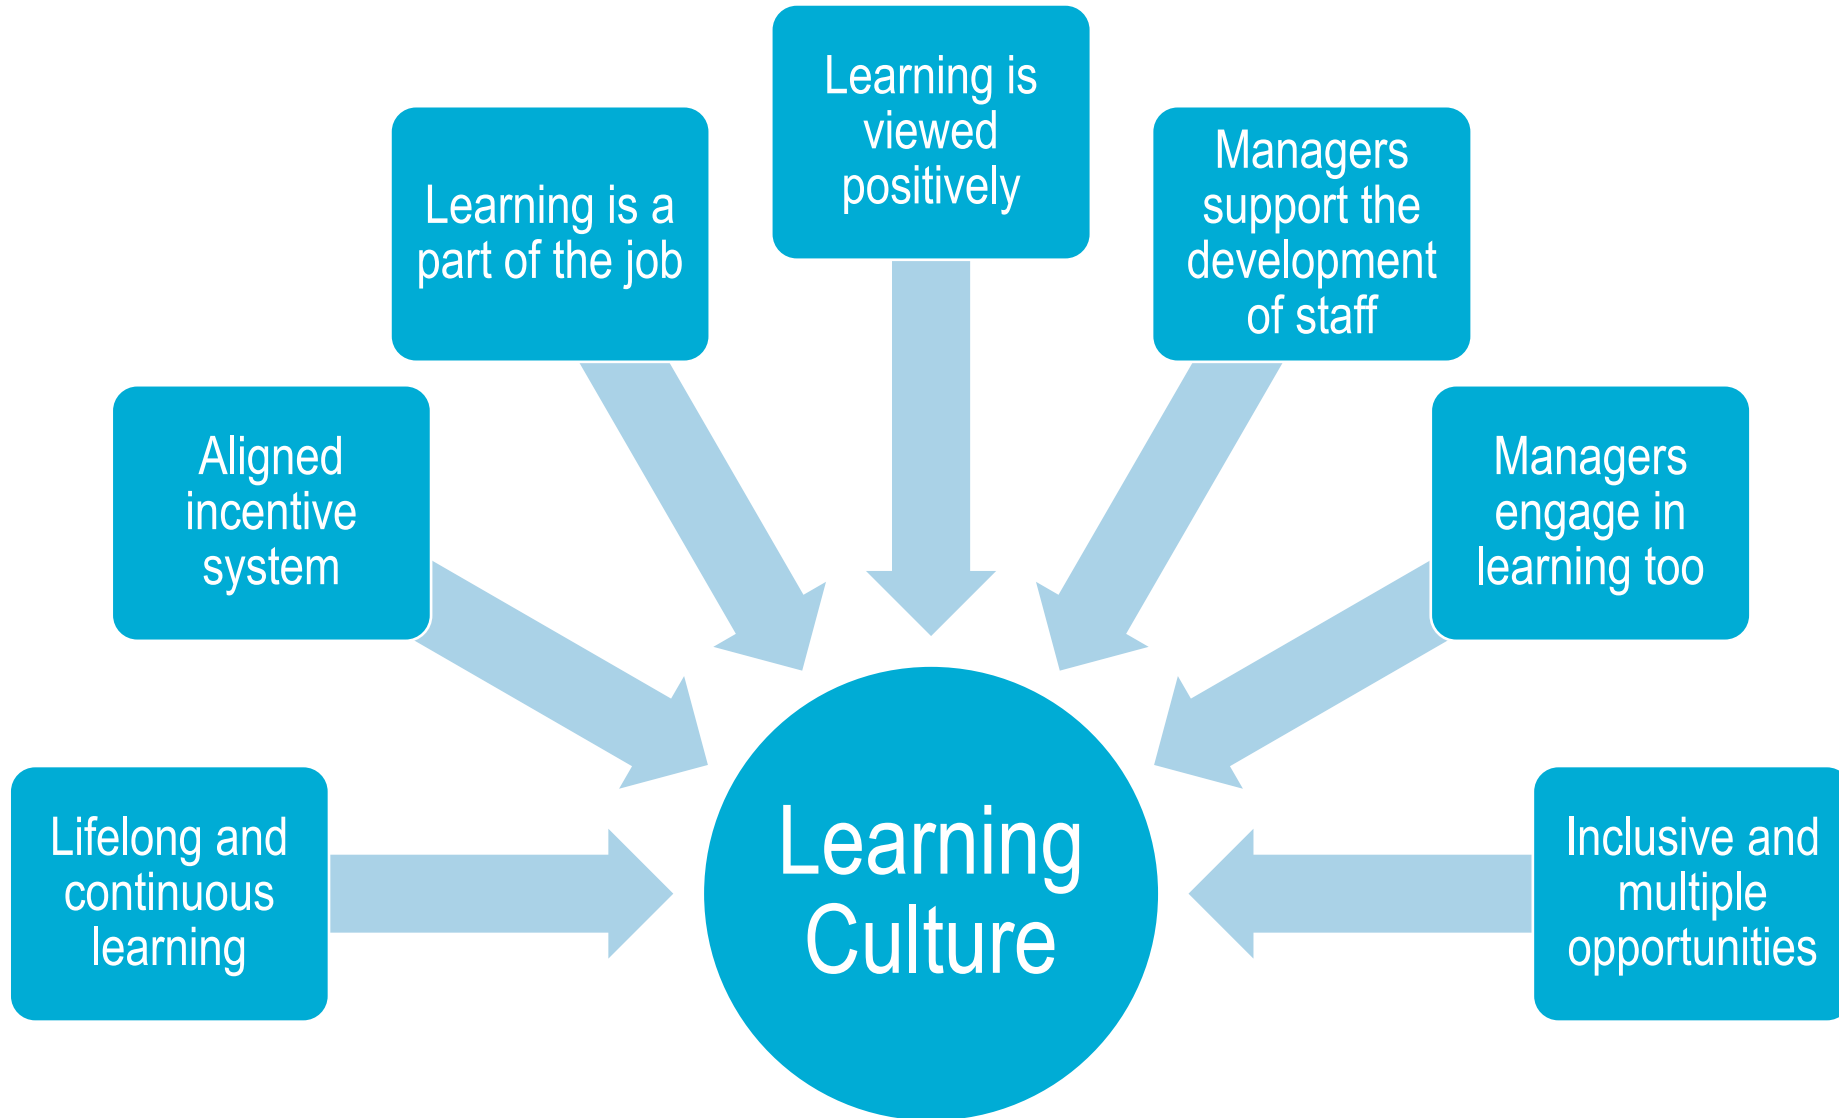 Learning is
viewed
positively
Learning is a
part of the job
Managers
support the
development
of staff
Aligned
incentive
system
Managers
engage in
learning too
Lifelong and
continuous
learning
Learning
Culture
Inclusive and
multiple
opportunities